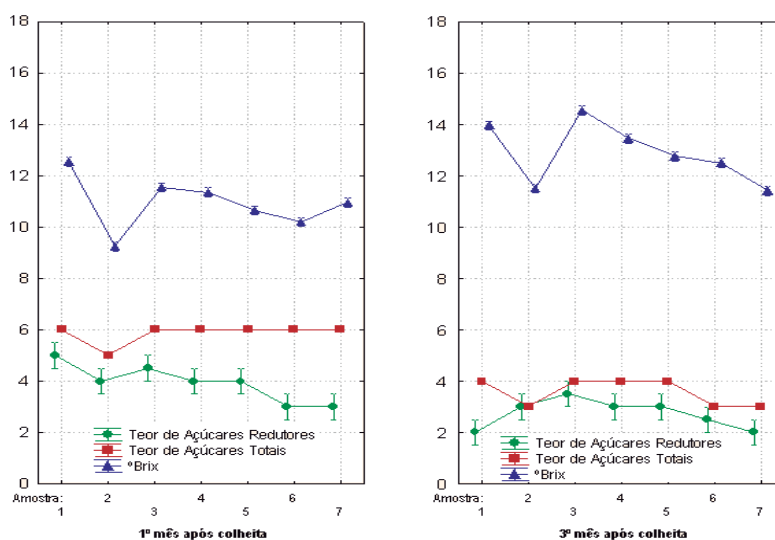 18
16
14
12
10
8
6
4
2
0
Teor de Açúcares Redutores
Teor de Açúcares Totais
ºBrix
Amostra:
1 2 3 4 5 6 7
1º mês após colheita
18
16
14
12
10
8
6
4
2
0
Teor de Açúcares Redutores
Teor de Açúcares Totais
ºBrix
Amostra:
1 2 3 4 5 6 7
3º mês após colheita